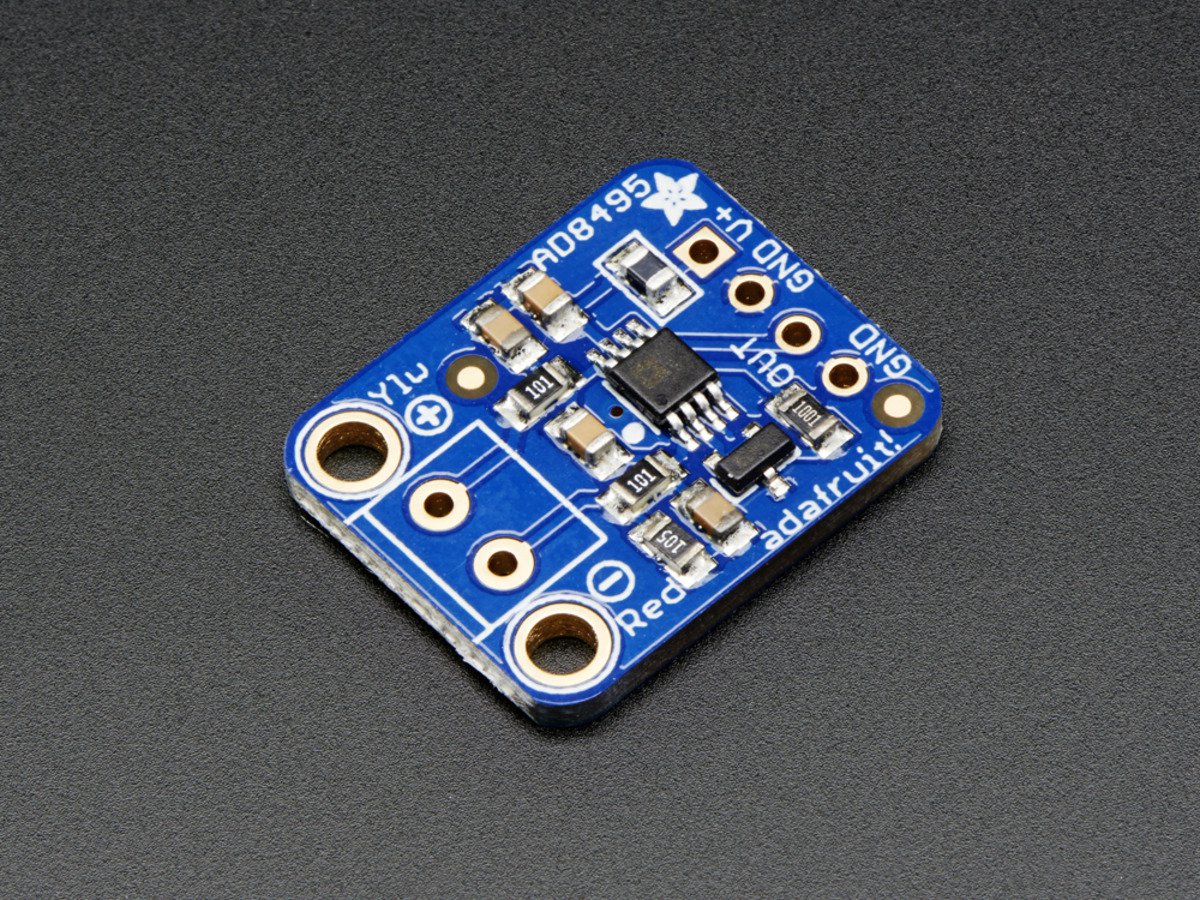 AD8495
V+
GND
OUT
GND
Ylw
+
101
1001
101
105
-
Red
adafruit!